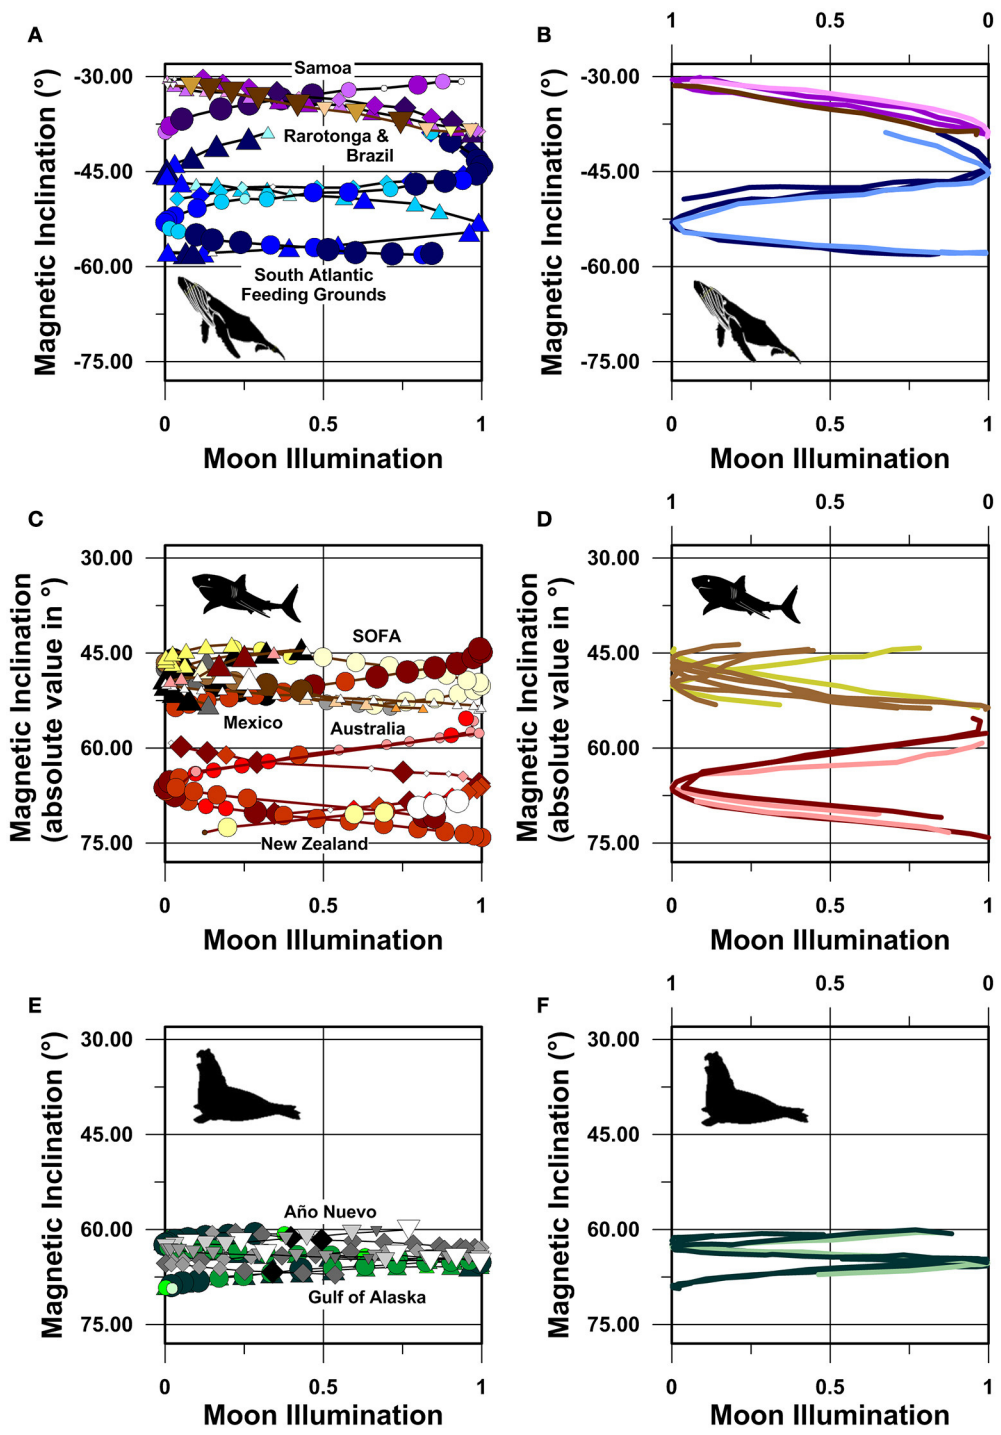 A
B
1
0.5
0
Magnetic Inclination (°)
-30.00
-45.00
-60.00
-75.00
Samoa
Rarotonga &
Brazil
South Atlantic
Feeding Grounds
0
0.5
1
Moon Illumination
Magnetic Inclination (°)
-30.00
-45.00
-60.00
-75.00
0
0.5
1
Moon Illumination
C
D
1
0.5
0
Magnetic Inclination
(absolute value in °)
30.00
45.00
60.00
75.00
SOFA
Mexico
Australia
New Zealand
0
0.5
1
Moon Illumination
Magnetic Inclination
(absolute value in °)
30.00
45.00
60.00
75.00
0
0.5
1
Moon Illumination
E
F
1
0.5
0
Magnetic Inclination (°)
30.00
45.00
60.00
75.00
Año Nuevo
Gulf of Alaska
0
0.5
1
Moon Illumination
Magnetic Inclination (°)
30.00
45.00
60.00
75.00
0
0.5
1
Moon Illumination